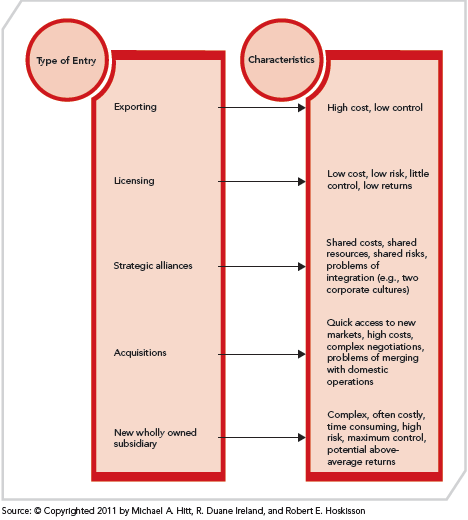 Type of Entry
Characteristics
Exporting
High cost, low control
Licensing
Low cost, low risk, little
control, low returns
Strategic alliances
Shared costs, shared
resources, shared risks,
problems of
integration (e.g., two
corporate cultures)
Acquisitions
Quick access to new
markets, high costs,
complex negotiations,
problems of merging
with domestic
operations
New wholly owned
subsidiary
Complex, often costly,
time consuming, high
risk, maximum control,
potential above-
average returns
Source: © Copyrighted 2011 by Michael A. Hitt, R. Duane Ireland, and Robert E. Hoskisson